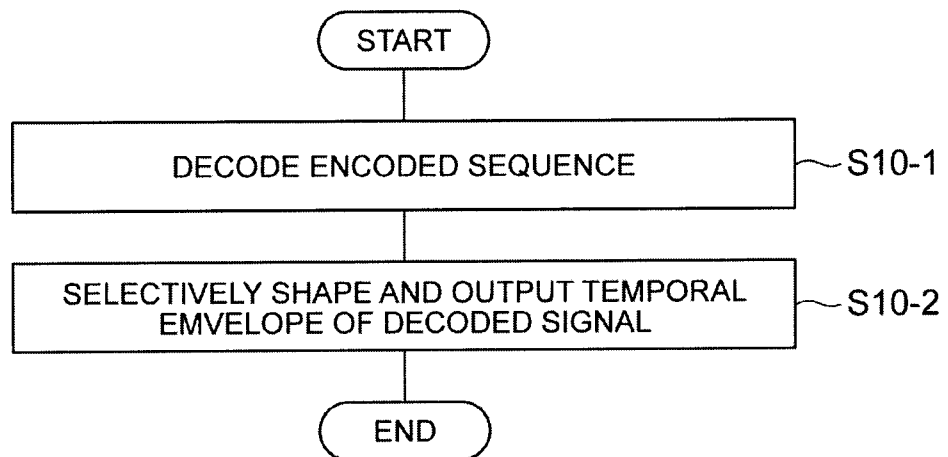 START
DECODE ENCODED SEQUENCE
S10-1
SELECTIVELY SHAPE AND OUTPUT TEMPORAL
EMVELOPE OF DECODED SIGNAL
S10-2
END